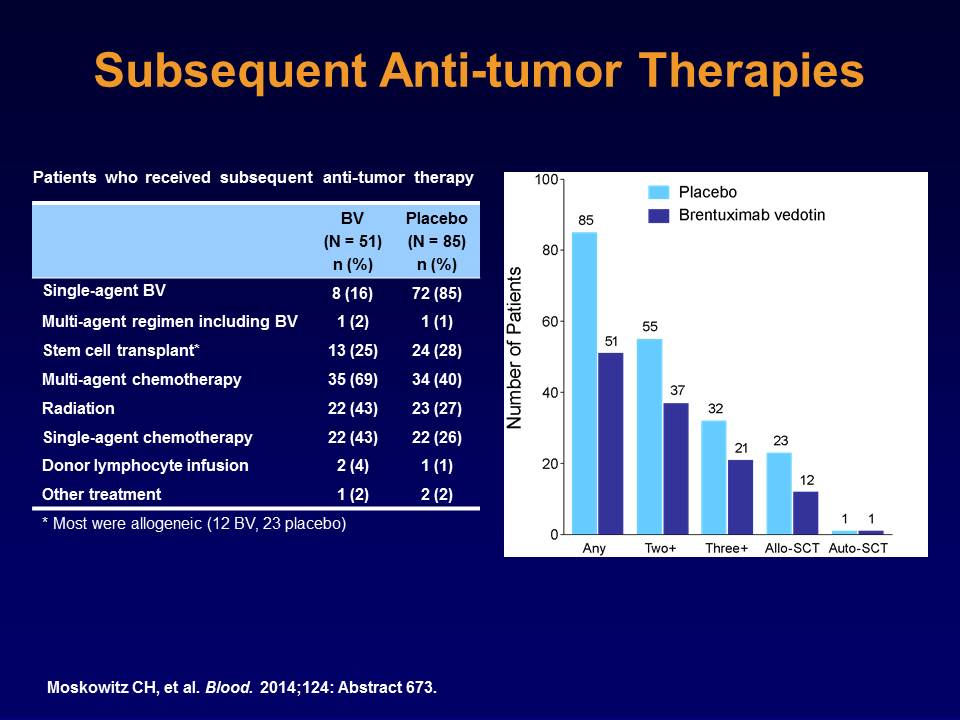 Subsequent Anti-tumor Therapies
Patients who received subsequent anti-tumor therapy
BV Placebo
(N = 51) (N = 85)
n (%) n (%)
Single-agent BV 8 (16) 72 (85)
Multi-agent regimen including BV 1 (2) 1 (1)
Stem cell transplant* 13 (25) 24 (28)
Multi-agent chemotherapy 35 (69) 34 (40)
Radiation 22 (43) 23 (27)
Single-agent chemotherapy 22 (43) 22 (26)
Donor lymphocyte infusion 2 (4) 1 (1)
Other treatment 1 (2) 2 (2)
* Most were allogeneic (12 BV, 23 placebo)
Number of Patients
100
80
60
40
20
0
Placebo
Brentuximab vedotin
85
51
55
37
32
21
23
12
1
1
Any Two+ Three+ Allo-SCT Auto-SCT
Moskowitz CH, et al. Blood. 2014;124: Abstract 673.